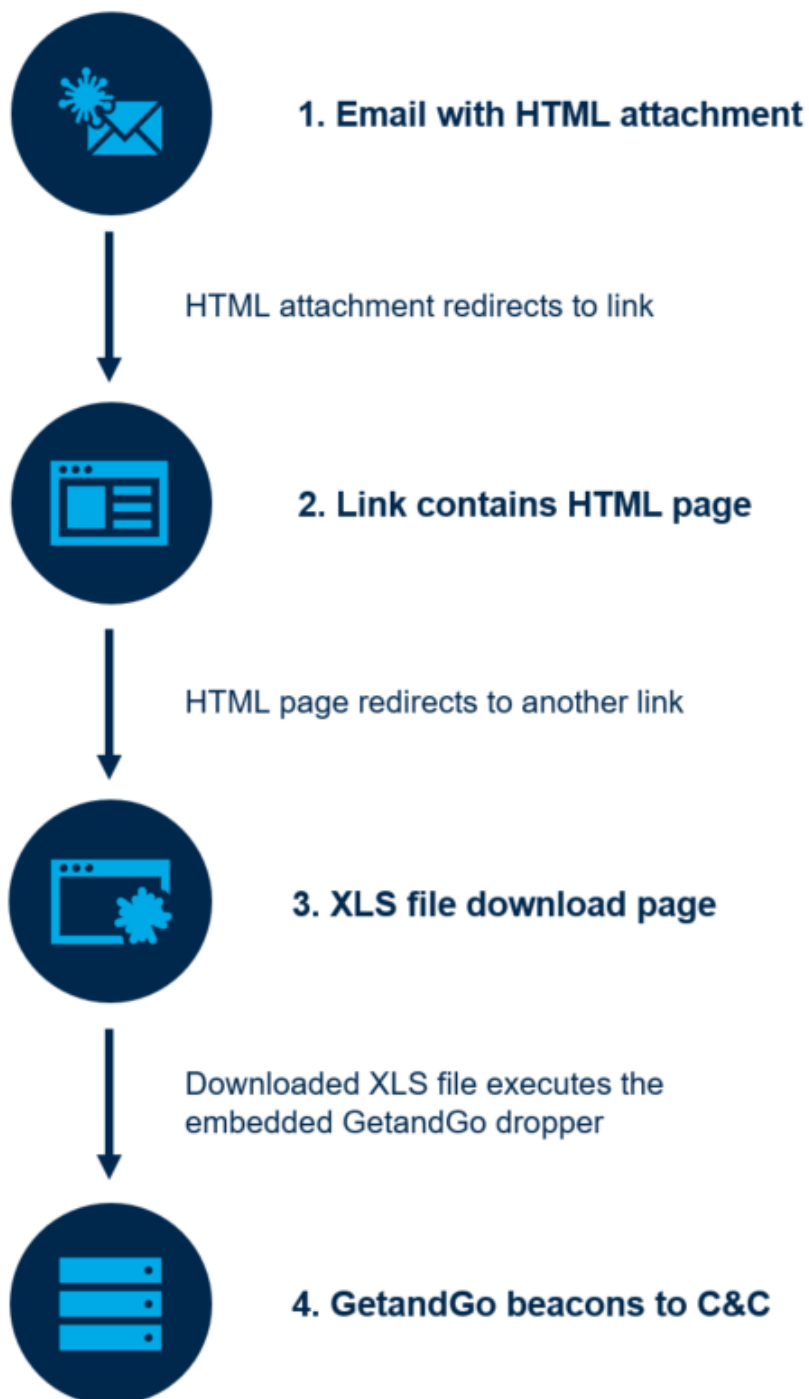 1. Email with HTML attachment
HTML attachment redirects to link
2. Link contains HTML page
HTML page redirects to another link
3. XLS file download page
Downloaded XLS file executes the
embedded GetandGo dropper
4. GetandGo beacons to C&C